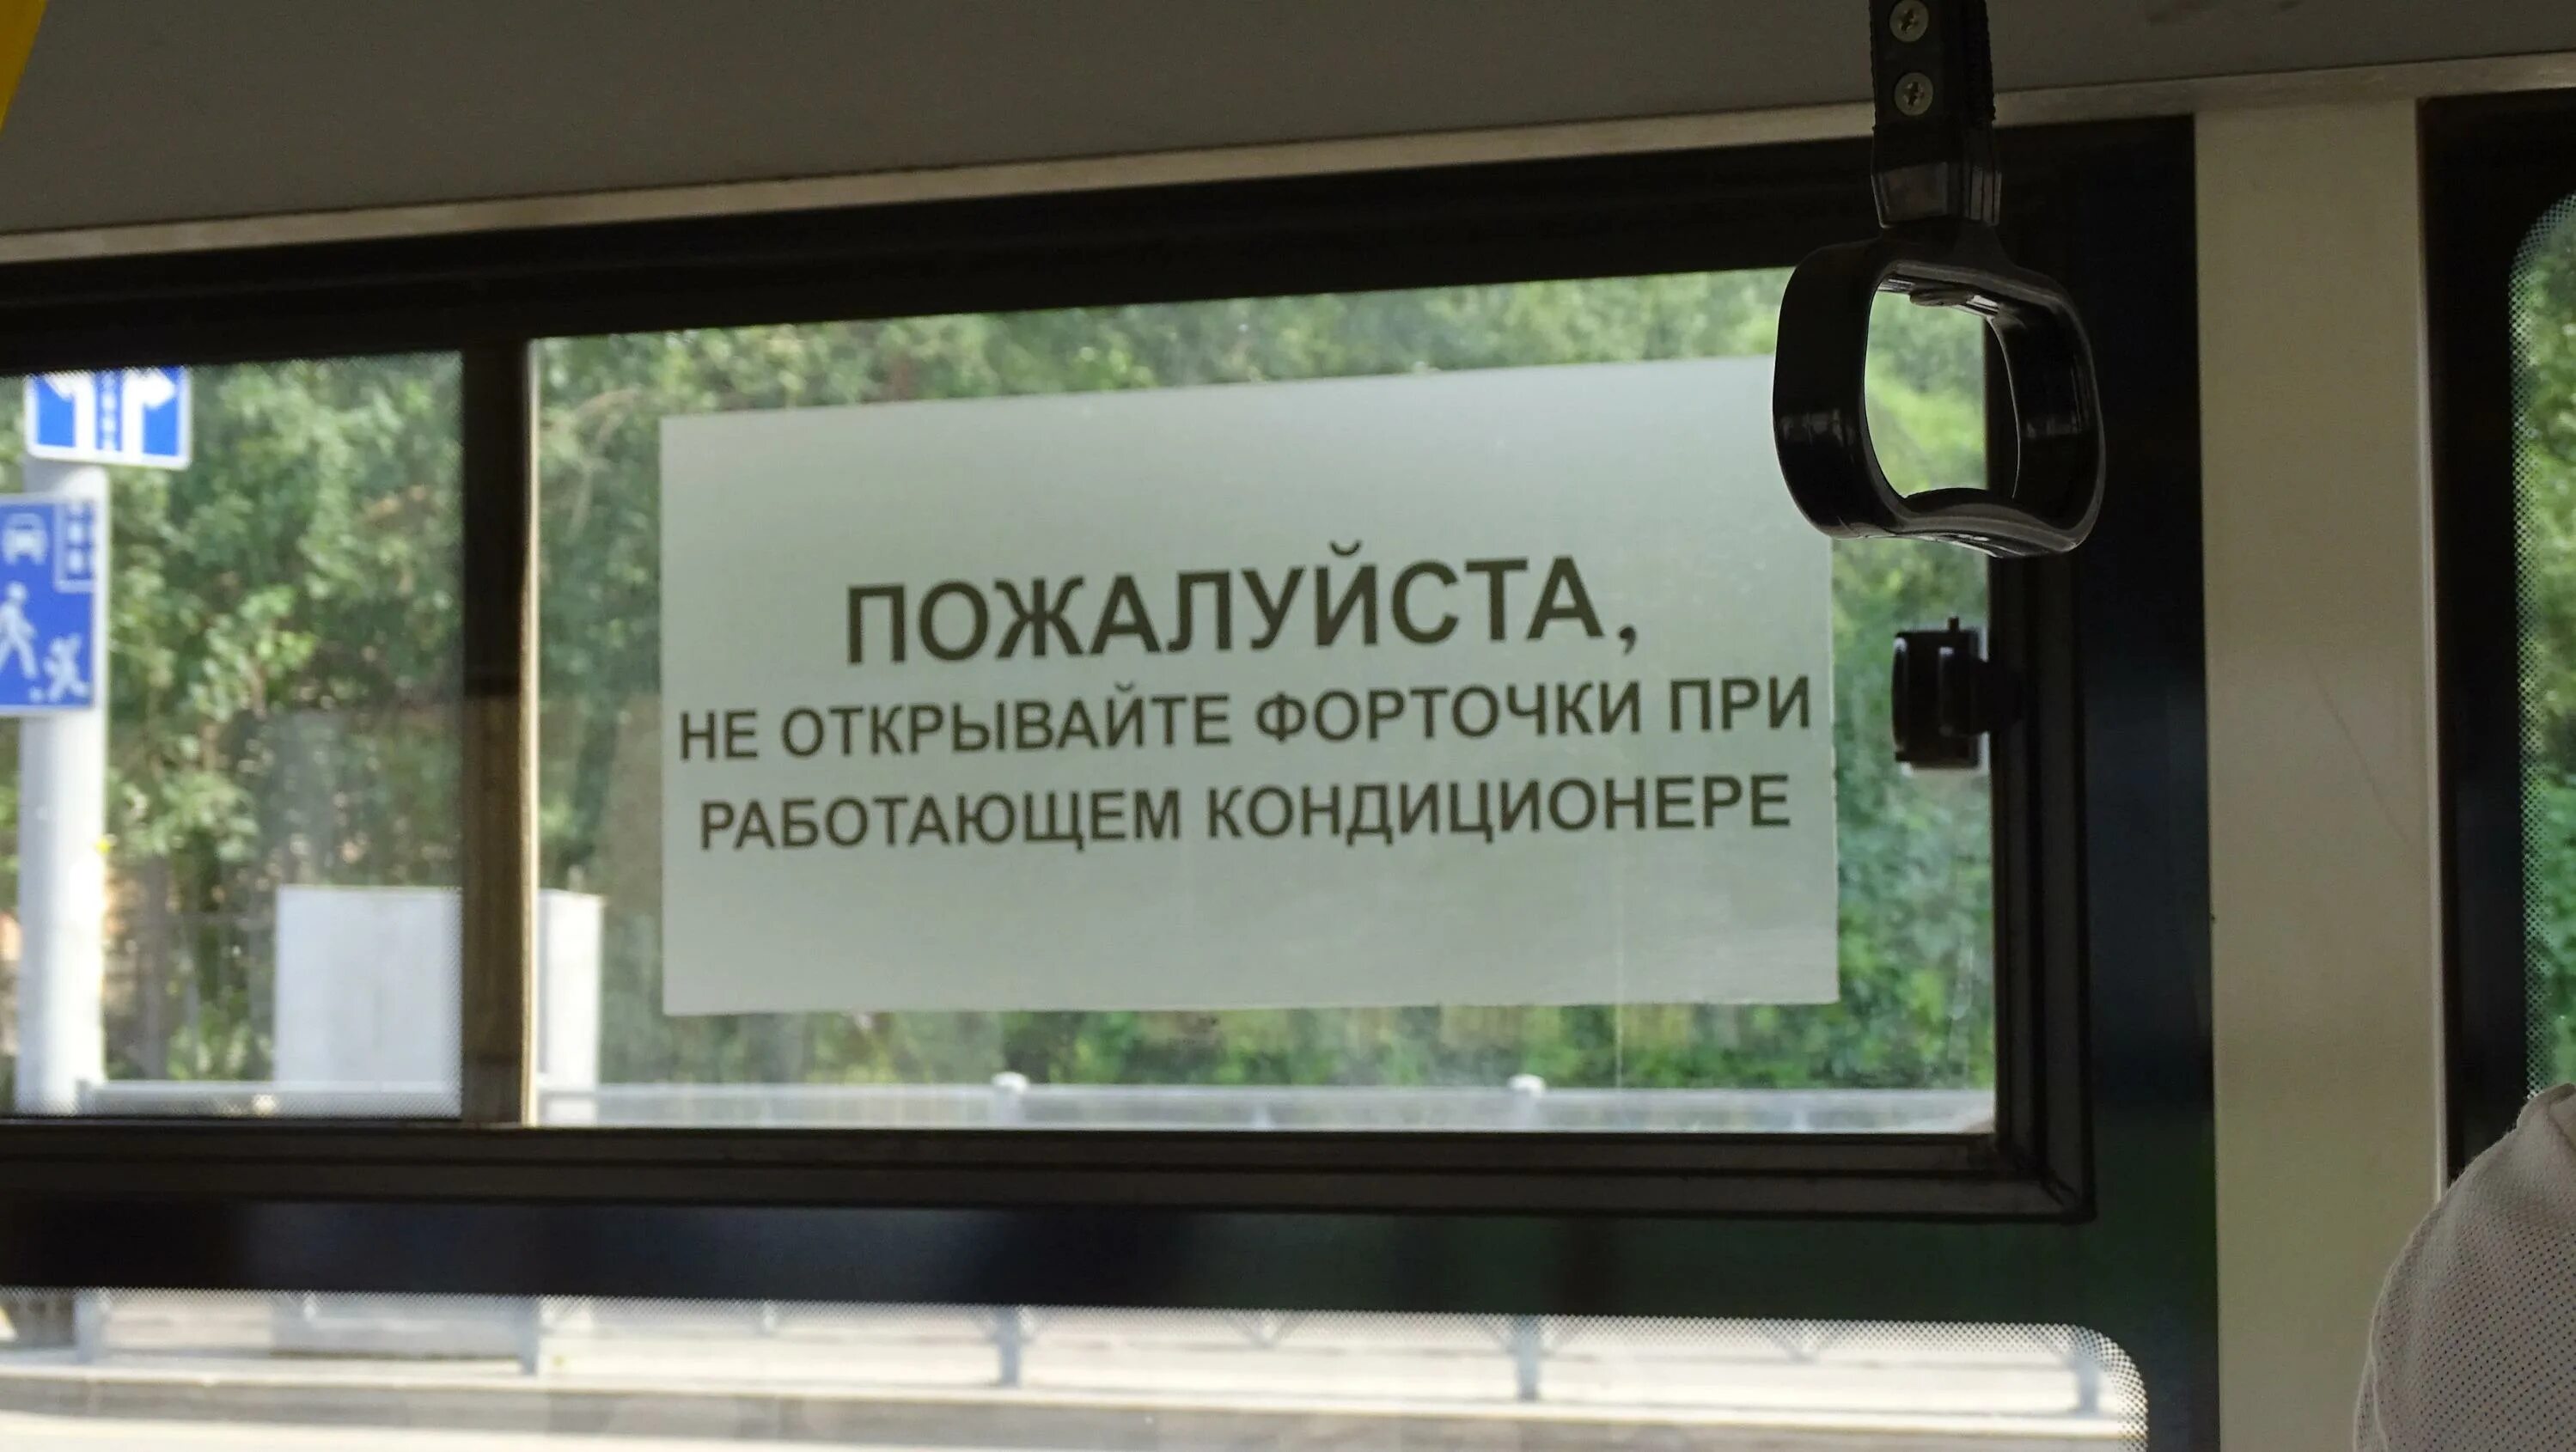 ПОЖАЛУЙСТА,
НЕ ОТКРЫВАЙТЕ ФОРТОЧКИ ПРИ
РАБОТАЮЩЕМ КОНДИЦИОНЕРЕ